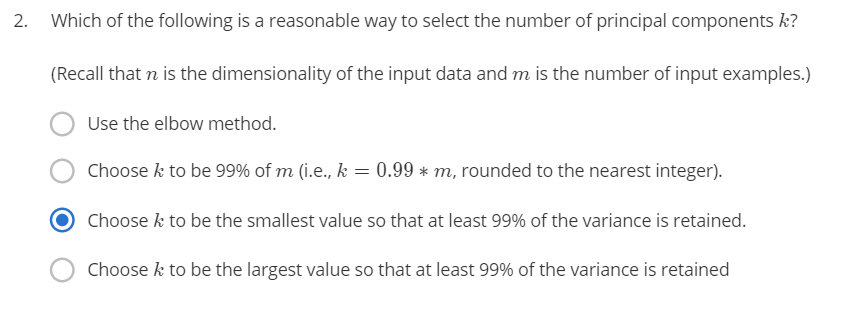 2. Which of the following is a reasonable way to select the number of principal components k?
(Recall that n is the dimensionality of the input data and m is the number of input examples.)
Use the elbow method.
Choose k to be 99% of m (i.e., k = 0.99 ∗ m, rounded to the nearest integer).
Choose k to be the smallest value so that at least 99% of the variance is retained.
Choose k to be the largest value so that at least 99% of the variance is retained